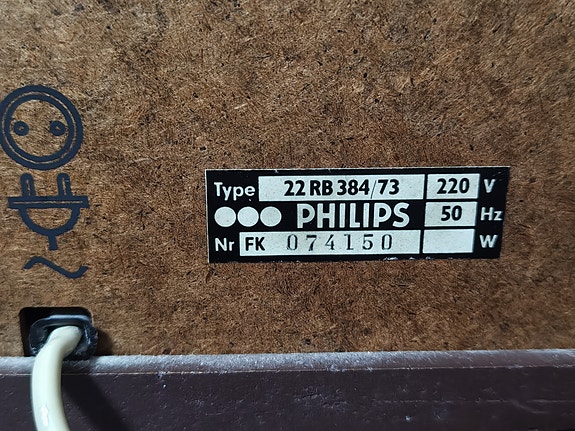 Type 22 RB 384/73 220 V
PHILIPS 50 Hz
Nr FK 074150 W